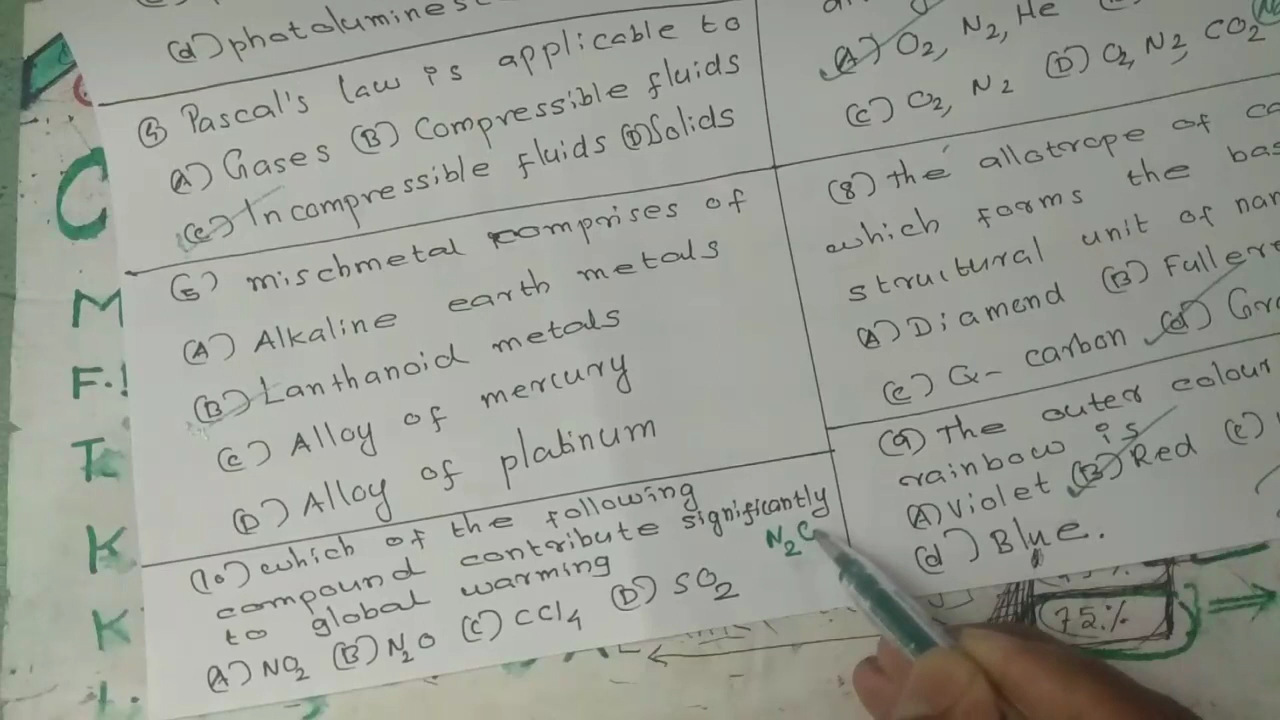 (d) photolumines
Pascal's law is applicable to
(A) Gases (B) Compressible fluids
(C) Incompressible fluids (D) Solids
(5) mischmetal comprises of
(A) Alkaline earth metals
(B) Lanthanoid metals
(C) Alloy of mercury
(D) Alloy of platinum
(10) which of the following
compound contribute significantly
to global warming
(A) NO2 (B) N2O (C) CCl4 (D) SO2
N2O
(A) O2, N2, He
(C) O2, N2 (D) O2, N2, CO2
(8) the allotrope of
which forms the
structural unit of
(A) Diamond (B) Fuller
(C) α- carbon (d)
(9) The outer colour
rainbow is
(A) Violet (B) Red (C)
(d) Blue.
C
M
F.!
T
K
K
75%